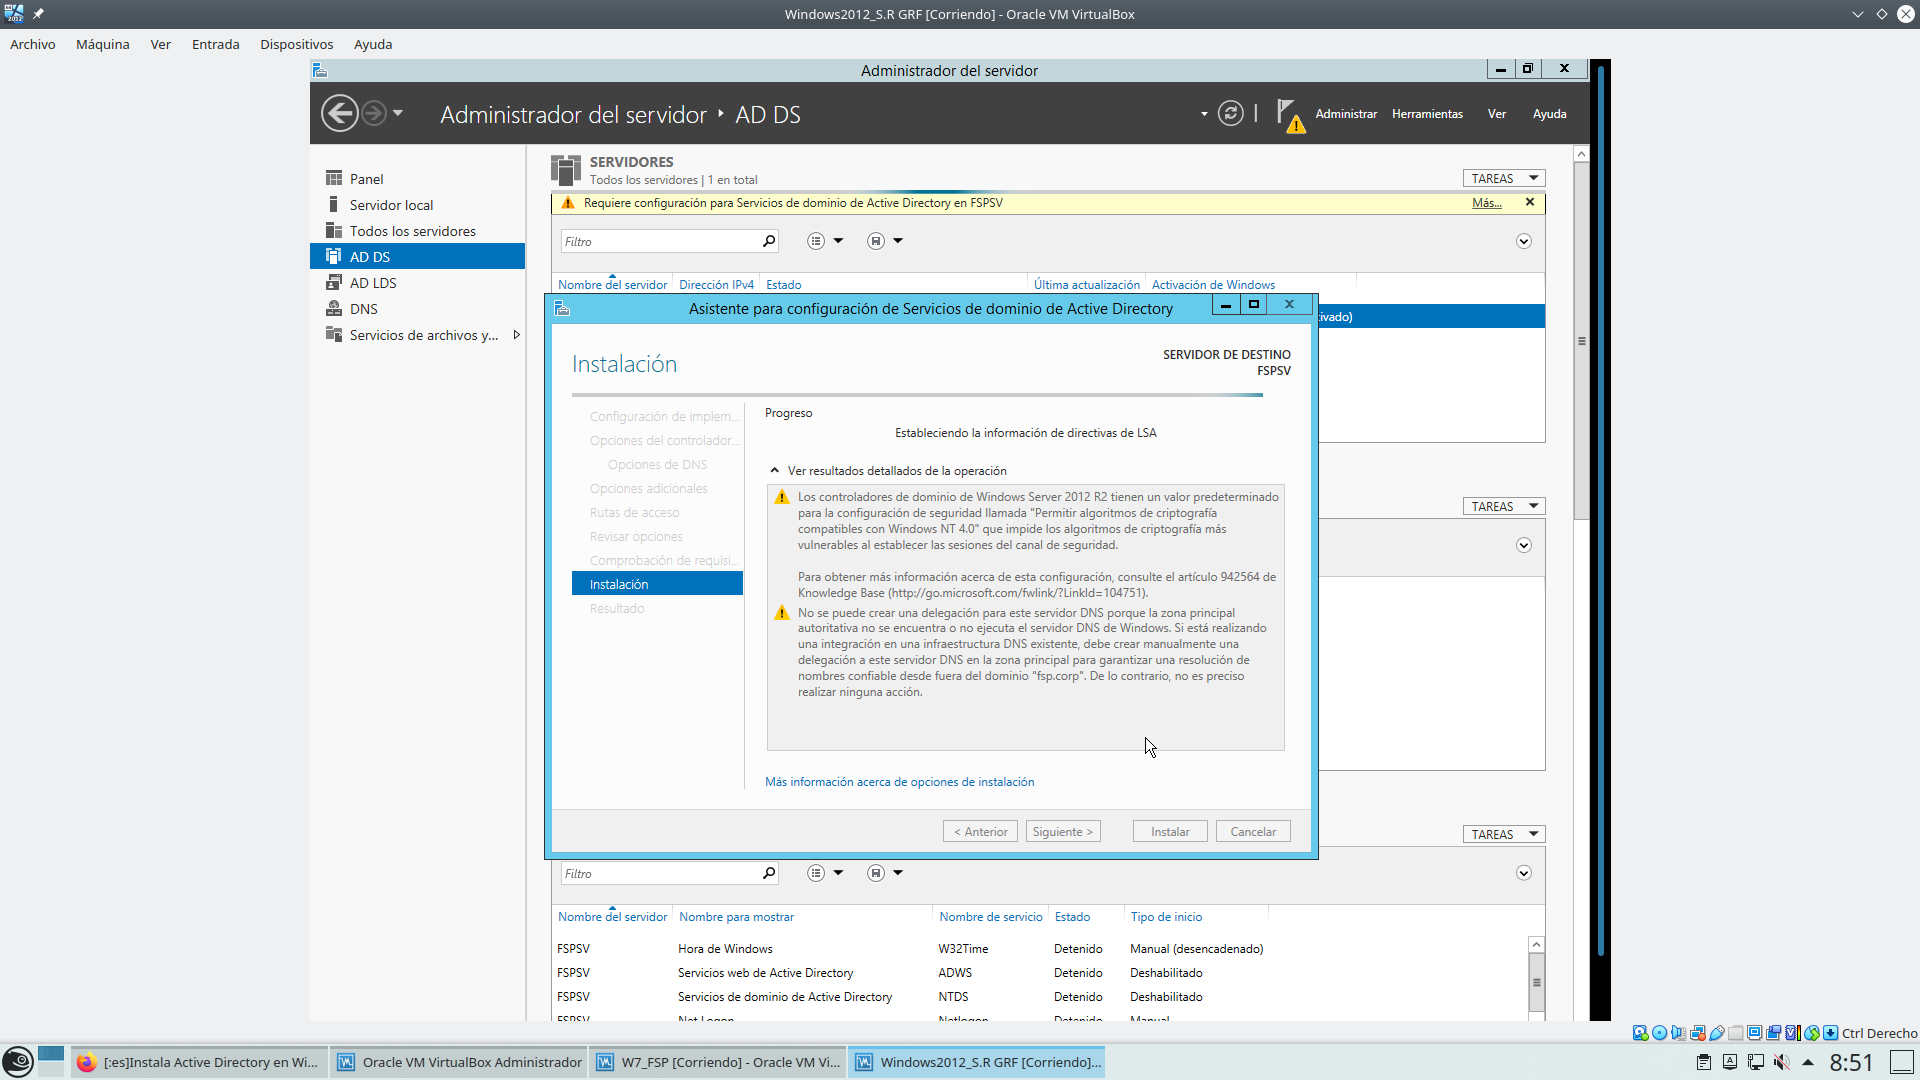 Windows2012_S.R GRF [Corriendo] - Oracle VM VirtualBox
Archivo Máquina Ver Entrada Dispositivos Ayuda
Administrador del servidor
Administrador del servidor ‣ AD DS
Administrar Herramientas Ver Ayuda
Panel
Servidor local
Todos los servidores
AD DS
AD LDS
DNS
Servicios de archivos y...
SERVIDORES
Todos los servidores | 1 en total
TAREAS
Requiere configuración para Servicios de dominio de Active Directory en FSPSV
Más...
Filtro
Nombre del servidor Dirección IPv4 Estado Última actualización Activación de Windows
ivado)
Asistente para configuración de Servicios de dominio de Active Directory
Instalación
SERVIDOR DE DESTINO
FSPSV
Configuración de implem...
Opciones del controlador...
Opciones de DNS
Opciones adicionales
Rutas de acceso
Revisar opciones
Comprobación de requisi...
Instalación
Resultado
Progreso
Estableciendo la información de directivas de LSA
Ver resultados detallados de la operación
Los controladores de dominio de Windows Server 2012 R2 tienen un valor predeterminado
para la configuración de seguridad llamada "Permitir algoritmos de criptografía
compatibles con Windows NT 4.0" que impide los algoritmos de criptografía más
vulnerables al establecer las sesiones del canal de seguridad.
Para obtener más información acerca de esta configuración, consulte el artículo 942564 de
Knowledge Base (http://go.microsoft.com/fwlink/?LinkId=104751).
No se puede crear una delegación para este servidor DNS porque la zona principal
autoritativa no se encuentra o no ejecuta el servidor DNS de Windows. Si está realizando
una integración en una infraestructura DNS existente, debe crear manualmente una
delegación a este servidor DNS en la zona principal para garantizar una resolución de
nombres confiable desde fuera del dominio "fsp.corp". De lo contrario, no es preciso
realizar ninguna acción.
Más información acerca de opciones de instalación
< Anterior Siguiente > Instalar Cancelar
TAREAS
TAREAS
Filtro
Nombre del servidor Nombre para mostrar Nombre de servicio Estado Tipo de inicio
FSPSV Hora de Windows W32Time Detenido Manual (desencadenado)
FSPSV Servicios web de Active Directory ADWS Detenido Deshabilitado
FSPSV Servicios de dominio de Active Directory NTDS Detenido Deshabilitado
FSPSV Net Logon Netlogon Detenido Manual
Ctrl Derecho
[:es]Instala Active Directory en Wi...
Oracle VM VirtualBox Administrador
W7_FSP [Corriendo] - Oracle VM Vi...
Windows2012_S.R GRF [Corriendo]...
8:51